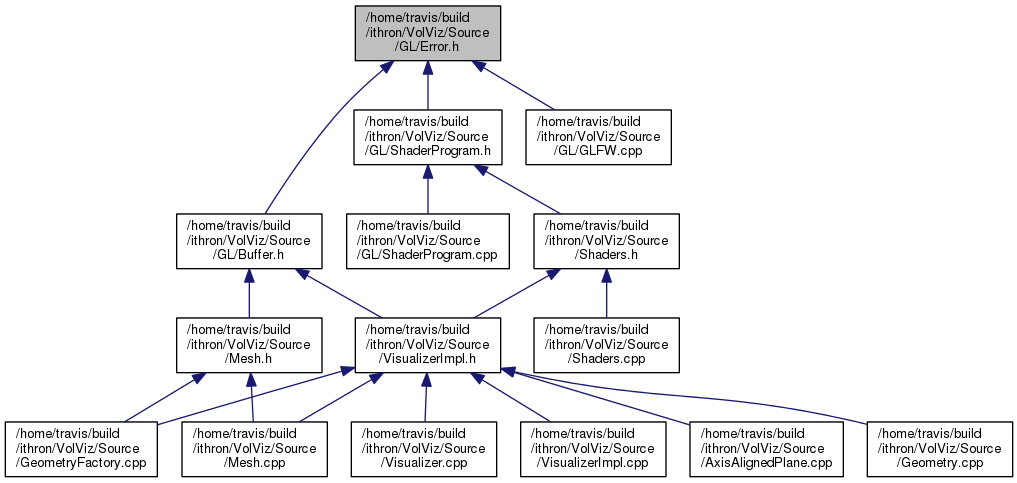 /home/travis/build
/ithron/VolViz/Source
/GL/Error.h
/home/travis/build
/ithron/VolViz/Source
/GL/ShaderProgram.h
/home/travis/build
/ithron/VolViz/Source
/GL/GLFW.cpp
/home/travis/build
/ithron/VolViz/Source
/GL/Buffer.h
/home/travis/build
/ithron/VolViz/Source
/GL/ShaderProgram.cpp
/home/travis/build
/ithron/VolViz/Source
/Shaders.h
/home/travis/build
/ithron/VolViz/Source
/Mesh.h
/home/travis/build
/ithron/VolViz/Source
/VisualizerImpl.h
/home/travis/build
/ithron/VolViz/Source
/Shaders.cpp
/home/travis/build
/ithron/VolViz/Source
/GeometryFactory.cpp
/home/travis/build
/ithron/VolViz/Source
/Mesh.cpp
/home/travis/build
/ithron/VolViz/Source
/Visualizer.cpp
/home/travis/build
/ithron/VolViz/Source
/VisualizerImpl.cpp
/home/travis/build
/ithron/VolViz/Source
/AxisAlignedPlane.cpp
/home/travis/build
/ithron/VolViz/Source
/Geometry.cpp